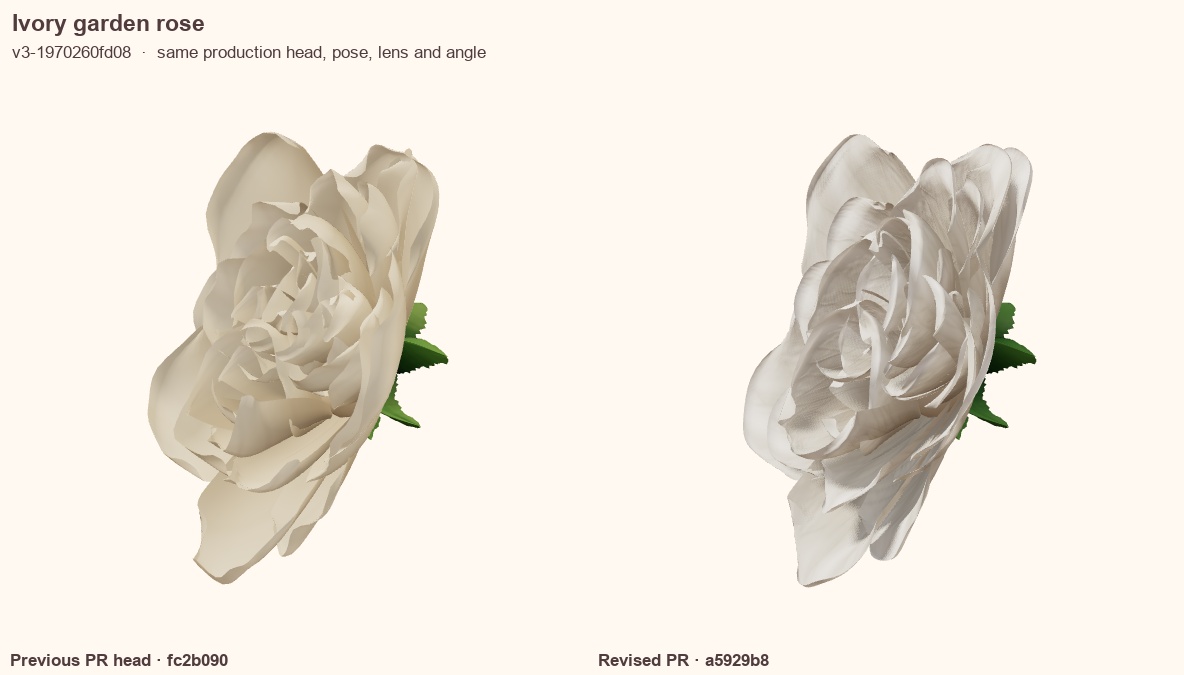 Ivory garden rose
v3-1970260fd08 · same production head, pose, lens and angle
Previous PR head · fc2b090
Revised PR · a5929b8